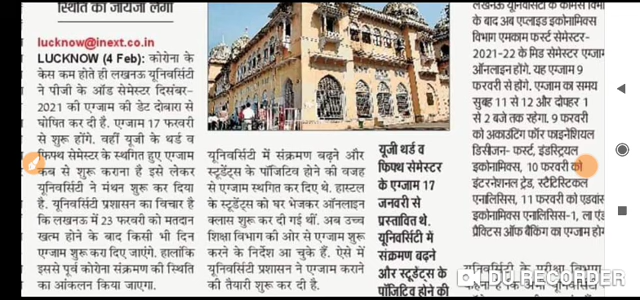 स्थिति का जायजा लेगी
lucknow@inext.co.in
LUCKNOW (4 Feb): कोरोना के
केस कम होते ही लखनऊ यूनिवर्सिटी
ने पीजी के ऑड सेमेस्टर दिसंबर-
2021 की एग्जाम की डेट दोबारा से
घोषित कर दी है. एग्जाम 17 फरवरी
से शुरू होंगे. वहीं यूजी के थर्ड व
फिफ्थ सेमेस्टर के स्थगित हुए एग्जाम
कब से शुरू कराना है इसे लेकर
यूनिवर्सिटी ने मंथन शुरू कर दिया
है. यूनिवर्सिटी प्रशासन का विचार है
कि लखनऊ में 23 फरवरी को मतदान
खत्म होने के बाद किसी भी दिन
एग्जाम शुरू करा दिए जाएंगे. हालांकि
इससे पूर्व कोरोना संक्रमण की स्थिति
का आंकलन किया जाएगा.
यूनिवर्सिटी में संक्रमण बढ़ने और
स्टूडेंट्स के पॉजिटिव होने की वजह
से एग्जाम स्थगित कर दिए थे. हास्टल
के स्टूडेंट्स को घर भेजकर ऑनलाइन
क्लास शुरू कर दी गई थीं. अब उच्च
शिक्षा विभाग की ओर से एग्जाम शुरू
करने के निर्देश आ चुके हैं. ऐसे में
यूनिवर्सिटी प्रशासन ने एग्जाम कराने
की तैयारी शुरू कर दी है.
यूजी थर्ड व
फिफ्थ सेमेस्टर
के एग्जाम 17
जनवरी से
प्रस्तावित थे.
यूनिवर्सिटी में
संक्रमण बढ़ने
और स्टूडेंट्स के
पॉजिटिव होने की
लखनऊ यूनिवर्सिटी के कॉमर्स विभाग
के बाद अब एप्लाइड इकोनामिक्स
विभाग एमकाम फर्स्ट सेमेस्टर-
2021-22 के मिड सेमेस्टर एग्जाम
ऑनलाइन होंगे. यह एग्जाम 9
फरवरी से होंगे. एग्जाम का समय
सुबह 11 से 12 और दोपहर 1
से 2 बजे तक रहेगा. 9 फरवरी
को अकाउंटिंग फॉर फाइनेंशियल
डिसीजन- फर्स्ट, इंडस्ट्रियल
इकोनामिक्स, 10 फरवरी को
इंटरनेशनल ट्रेड, स्टैटिस्टिकल
एनालिसिस, 11 फरवरी को एडवांस
इकोनामिक्स एनालिसिस-1, ला एंड
प्रैक्टिस ऑफ बैंकिंग का एग्जाम होगा
DU RECORDER